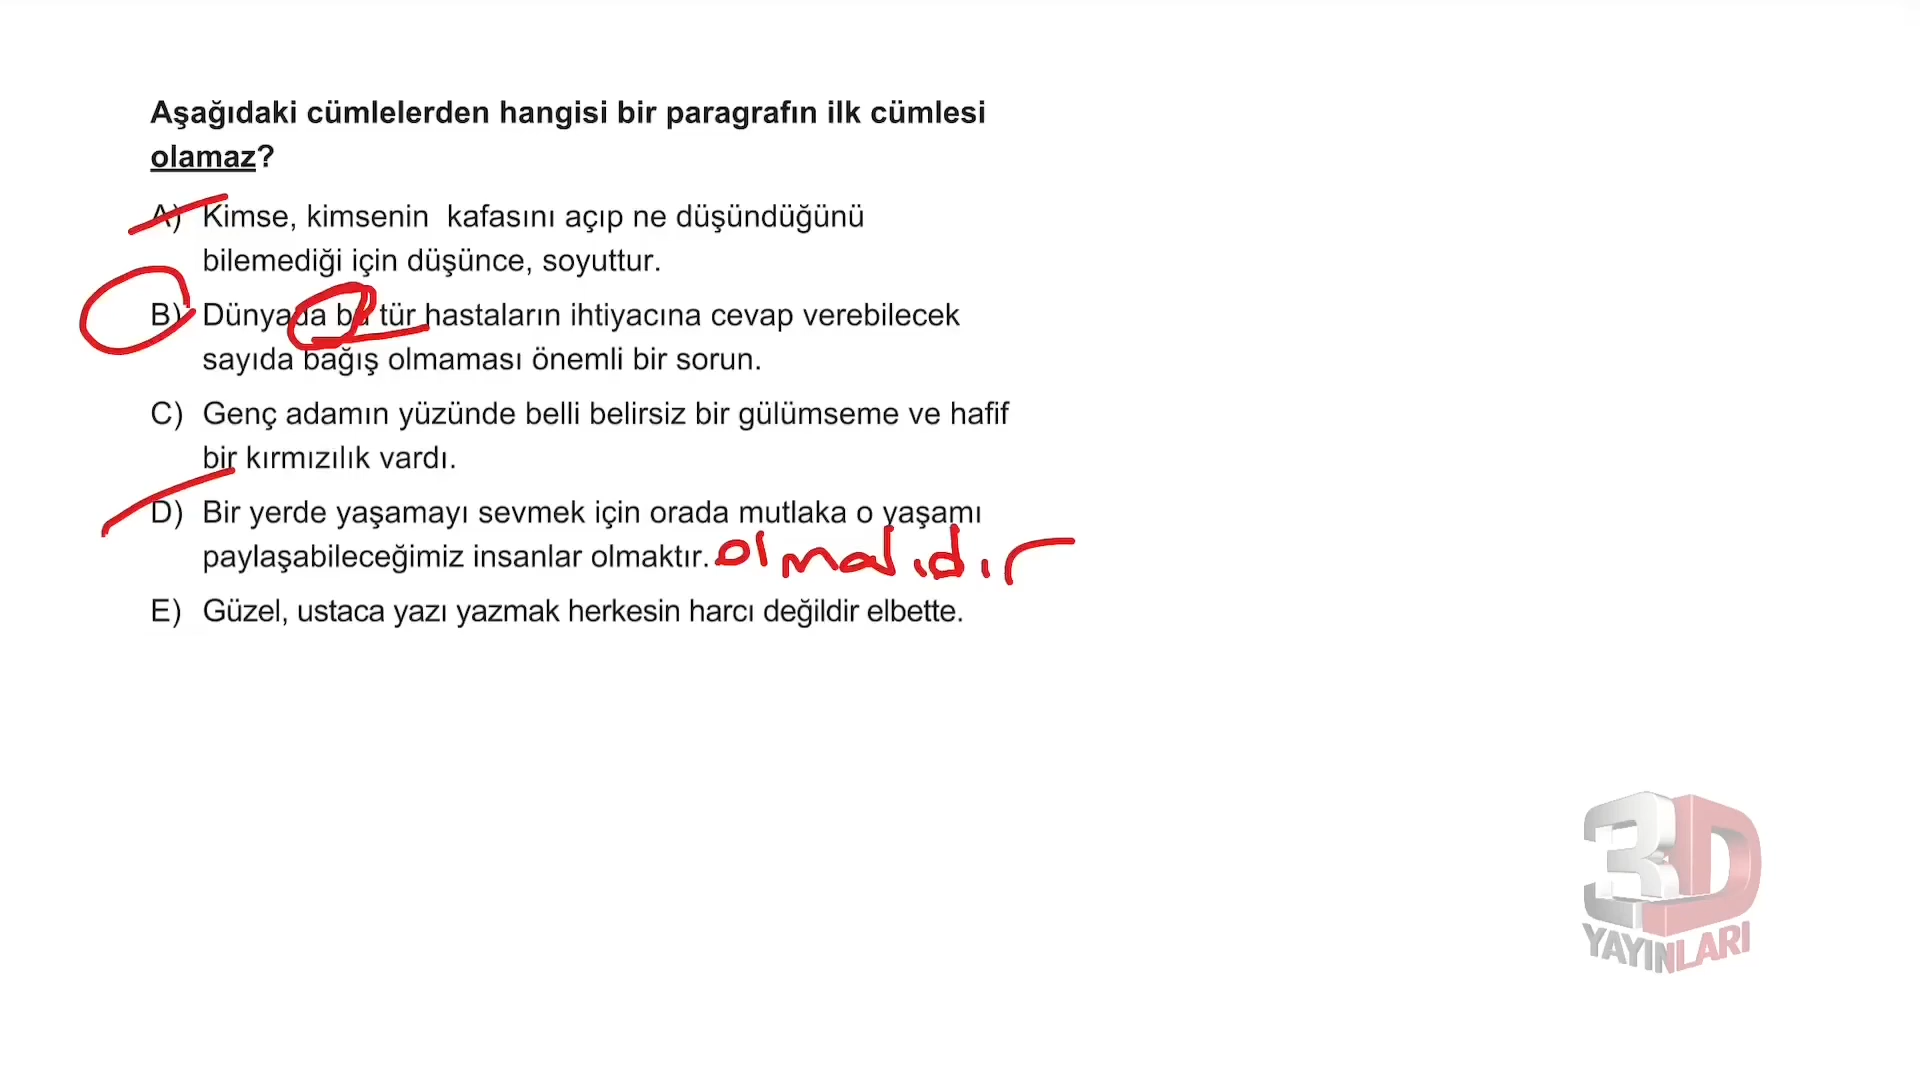 Aşağıdaki cümlelerden hangisi bir paragrafın ilk cümlesi
olamaz?
A) Kimse, kimsenin kafasını açıp ne düşündüğünü
bilemediği için düşünce, soyuttur.
B) Dünyada bu tür hastaların ihtiyacına cevap verebilecek
sayıda bağış olmaması önemli bir sorun.
C) Genç adamın yüzünde belli belirsiz bir gülümseme ve hafif
bir kırmızılık vardı.
D) Bir yerde yaşamayı sevmek için orada mutlaka o yaşamı
paylaşabileceğimiz insanlar olmaktır. olmalıdır
E) Güzel, ustaca yazı yazmak herkesin harcı değildir elbette.
3D
YAYINLARI